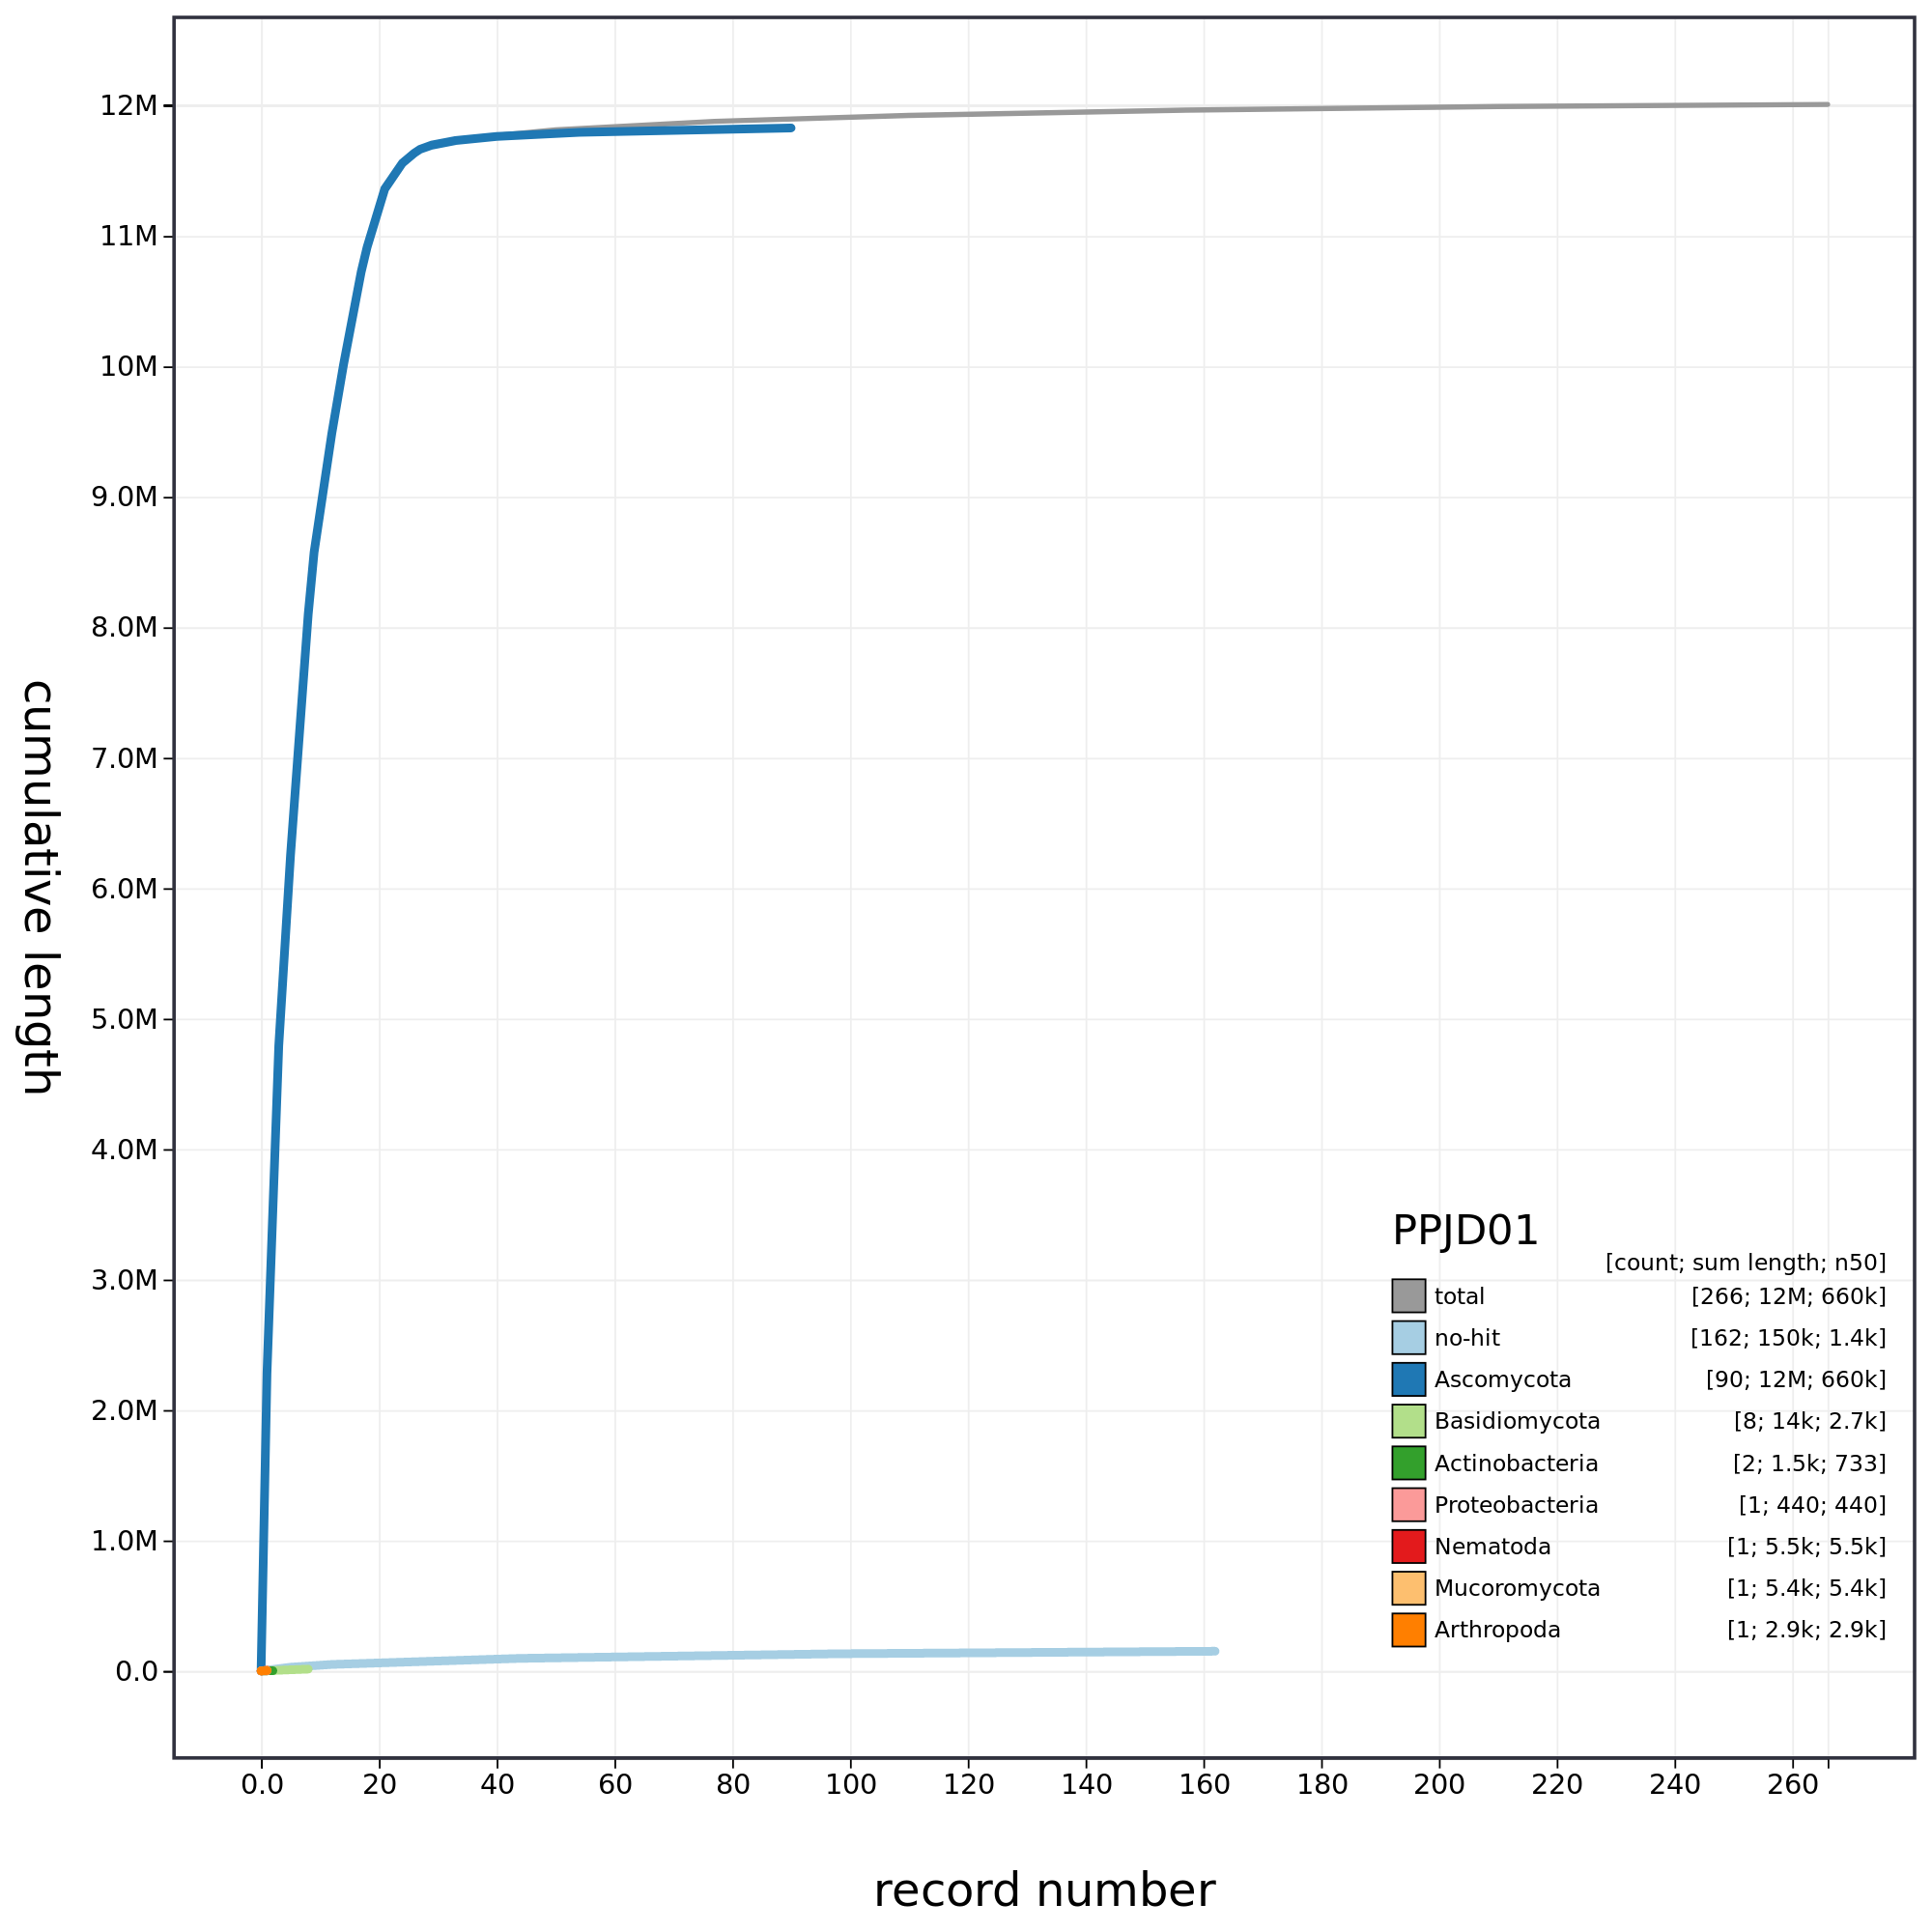 12M
11M
10M
9.0M
8.0M
7.0M
6.0M
5.0M
4.0M
3.0M
2.0M
1.0M
0.0
cumulative length
PPJD01
[count; sum length; n50]
total [266; 12M; 660k]
no-hit [162; 150k; 1.4k]
Ascomycota [90; 12M; 660k]
Basidiomycota [8; 14k; 2.7k]
Actinobacteria [2; 1.5k; 733]
Proteobacteria [1; 440; 440]
Nematoda [1; 5.5k; 5.5k]
Mucoromycota [1; 5.4k; 5.4k]
Arthropoda [1; 2.9k; 2.9k]
0.0 20 40 60 80 100 120 140 160 180 200 220 240 260
record number